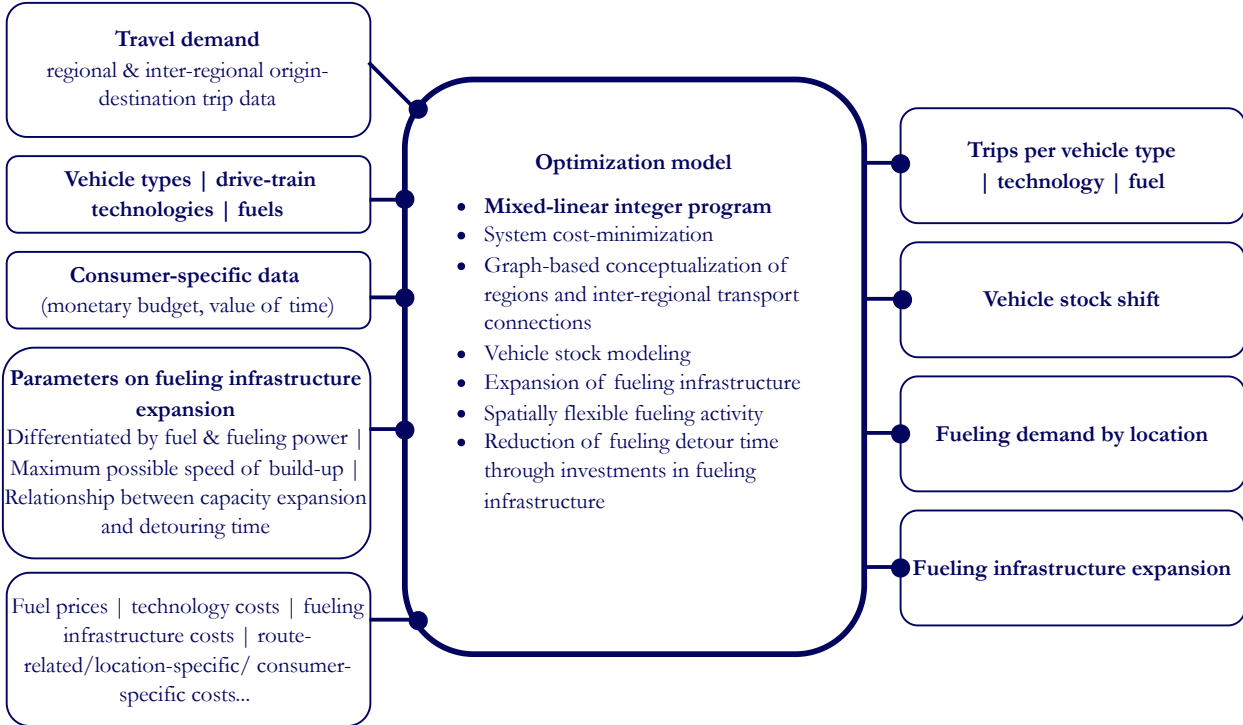 Travel demand
regional & inter-regional origin-
destination trip data
Vehicle types | drive-train
technologies | fuels
Consumer-specific data
(monetary budget, value of time)
Parameters on fueling infrastructure
expansion
Differentiated by fuel & fueling power |
Maximum possible speed of build-up |
Relationship between capacity expansion
and detouring time
Fuel prices | technology costs | fueling
infrastructure costs | route-
related/location-specific/ consumer-
specific costs...
Optimization model
• Mixed-linear integer program
• System cost-minimization
• Graph-based conceptualization of
regions and inter-regional transport
connections
• Vehicle stock modeling
• Expansion of fueling infrastructure
• Spatially flexible fueling activity
• Reduction of fueling detour time
through investments in fueling
infrastructure
Trips per vehicle type
| technology | fuel
Vehicle stock shift
Fueling demand by location
Fueling infrastructure expansion